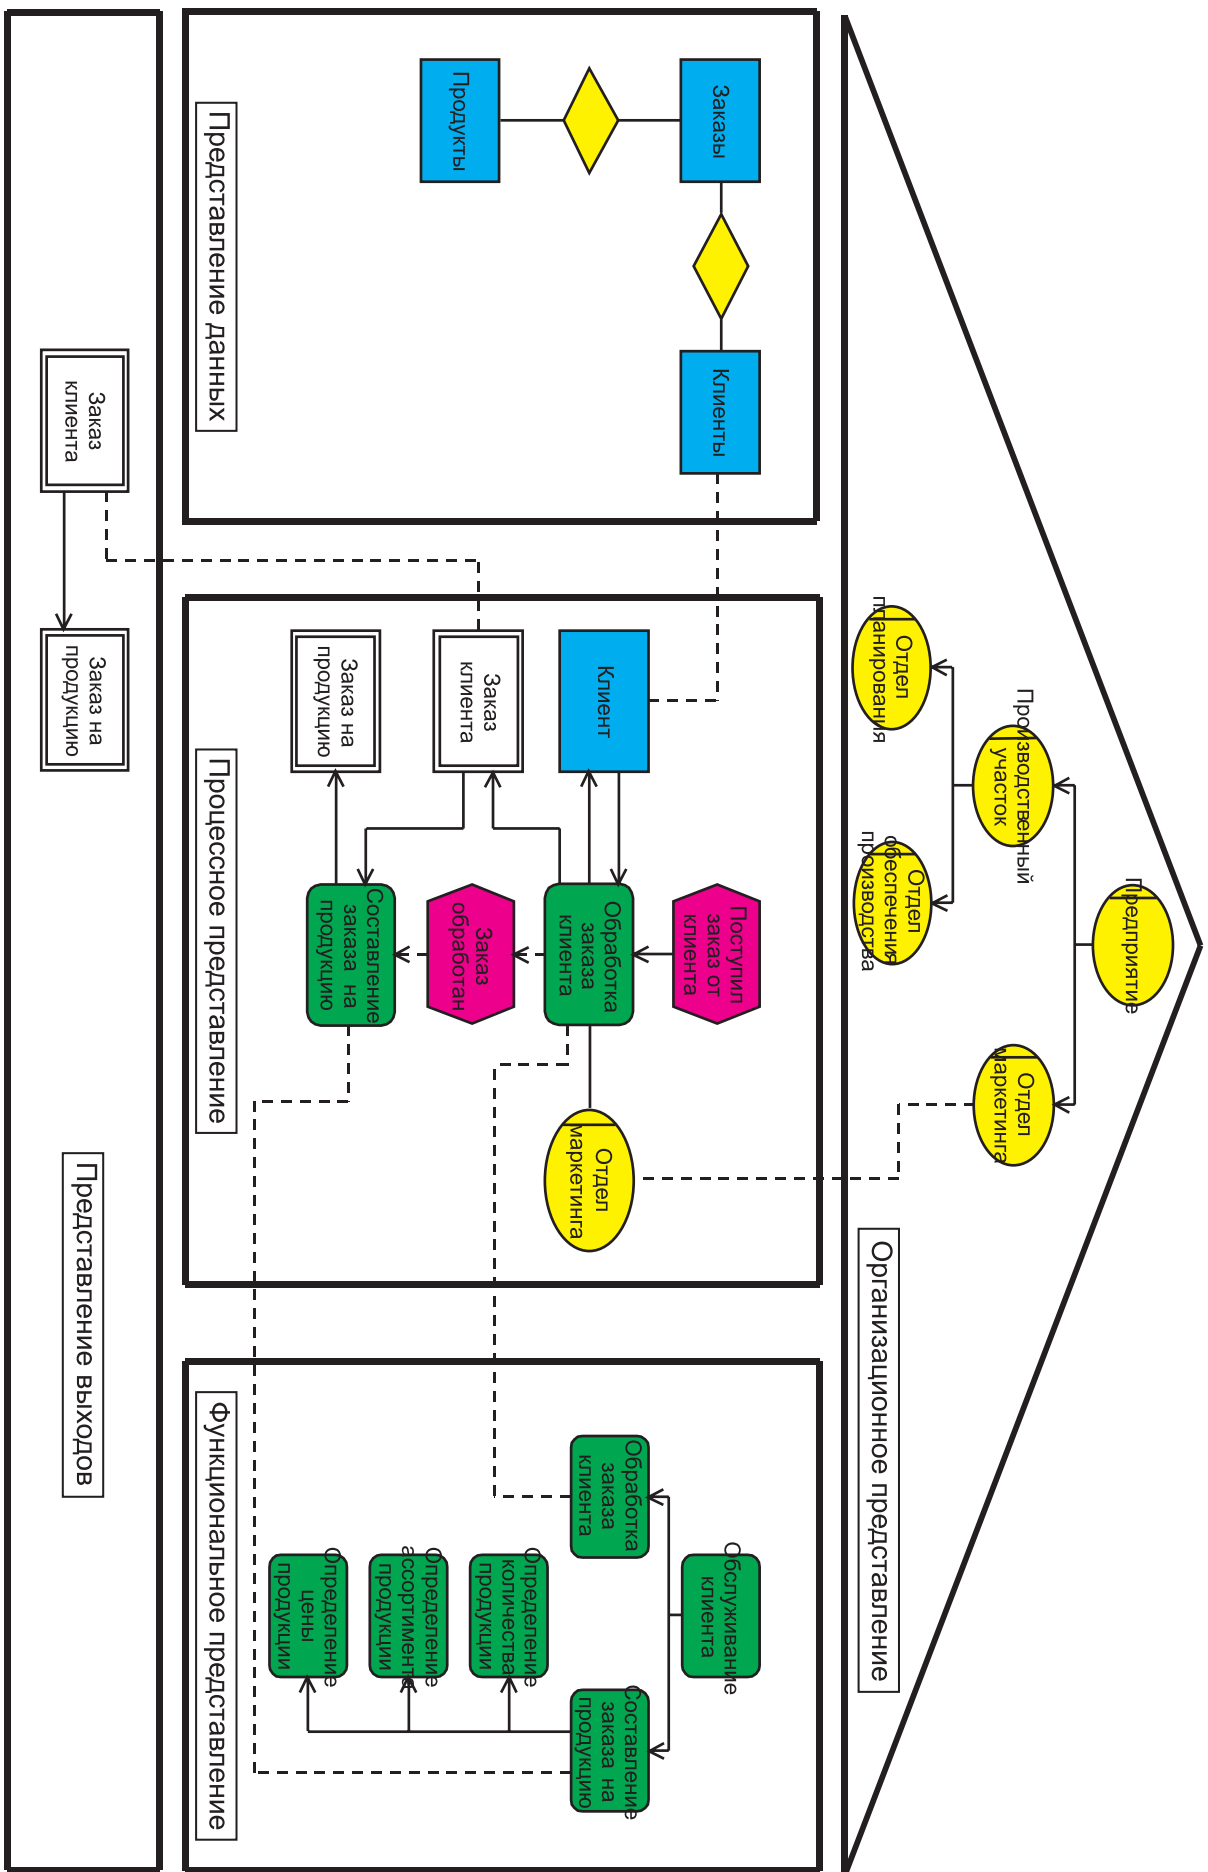 Предприятие
Производственный
участок
Отдел
маркетинга
Отдел
планирования
Отдел
обеспечения
производства
Организационное представление
Заказы
Клиенты
Продукты
Представление данных
Поступил
заказ от
клиента
Клиент
Обработка
заказа
клиента
Отдел
маркетинга
Заказ
клиента
Заказ
обработан
Заказ на
продукцию
Составление
заказа на
продукцию
Процессное представление
Обслуживание
клиента
Обработка
заказа
клиента
Составление
заказа на
продукцию
Определение
количества
продукции
Определение
ассортимента
продукции
Определение
цены
продукции
Функциональное представление
Заказ
клиента
Заказ на
продукцию
Представление выходов